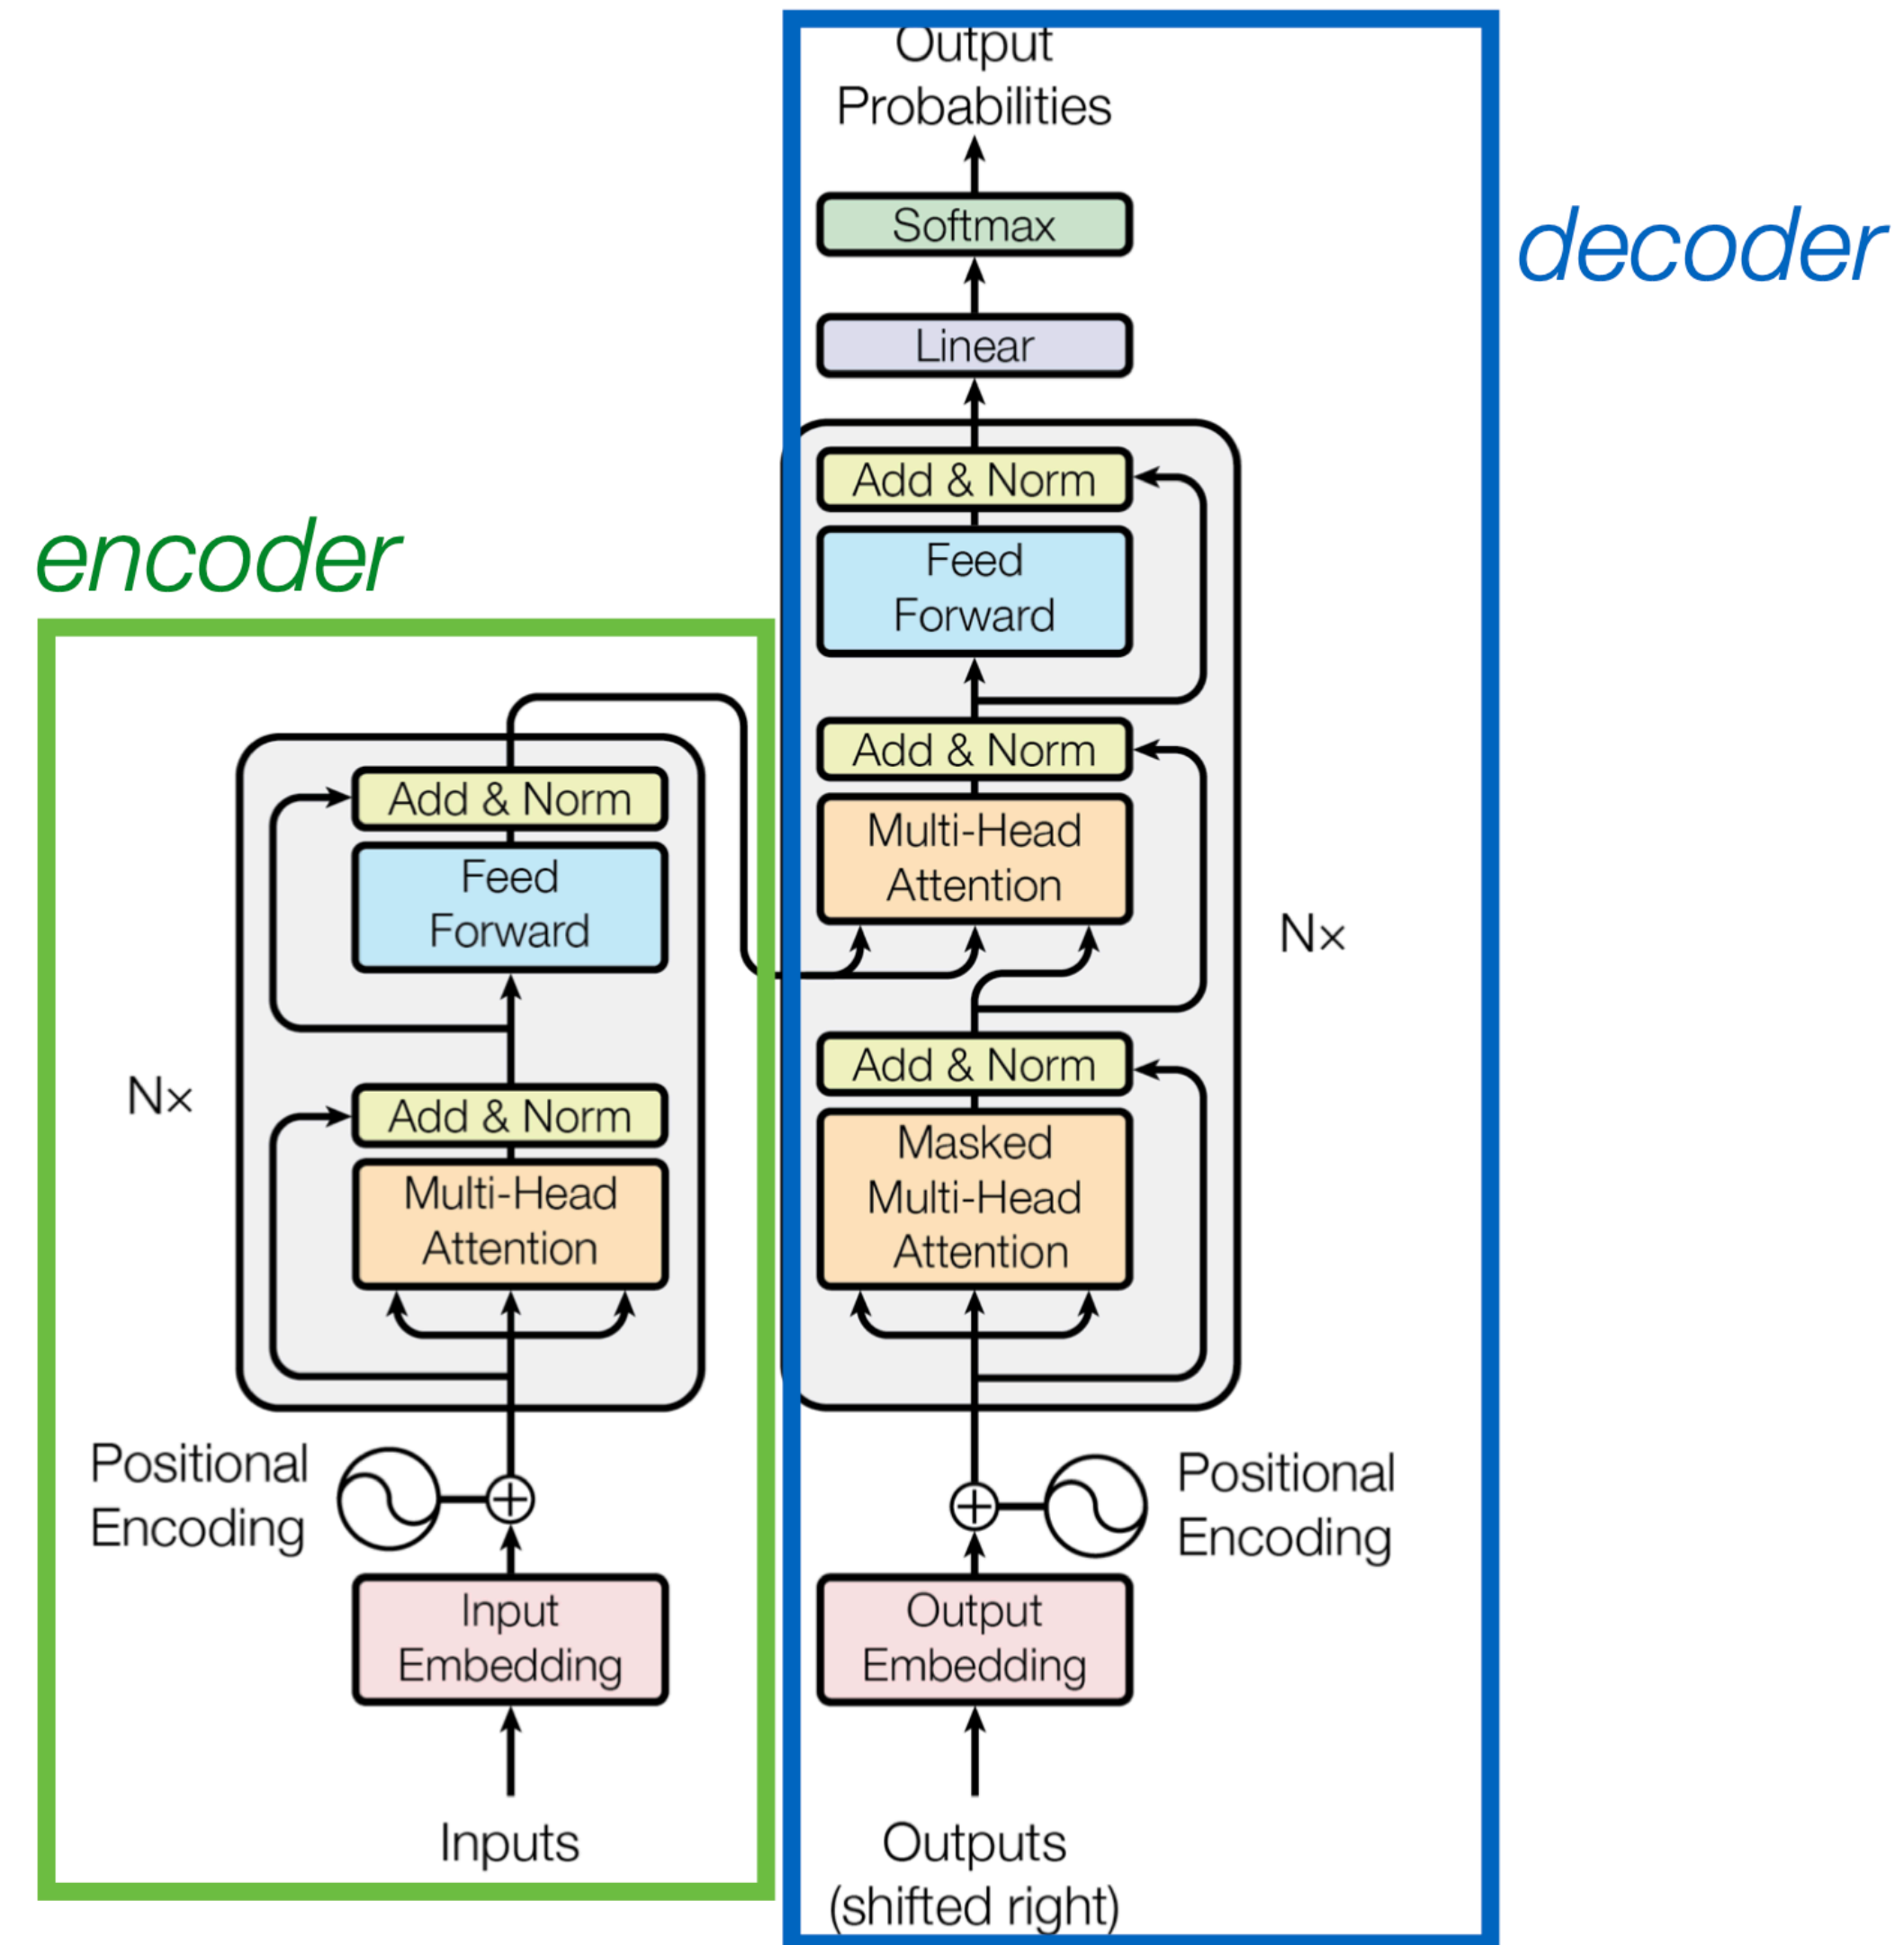 encoder
Add & Norm
Feed
Forward
Nx
Add & Norm
Multi-Head
Attention
Positional
Encoding
Input
Embedding
Inputs
decoder
Output
Probabilities
Softmax
Linear
Add & Norm
Feed
Forward
Add & Norm
Multi-Head
Attention
Nx
Add & Norm
Masked
Multi-Head
Attention
Positional
Encoding
Output
Embedding
Outputs
(shifted right)